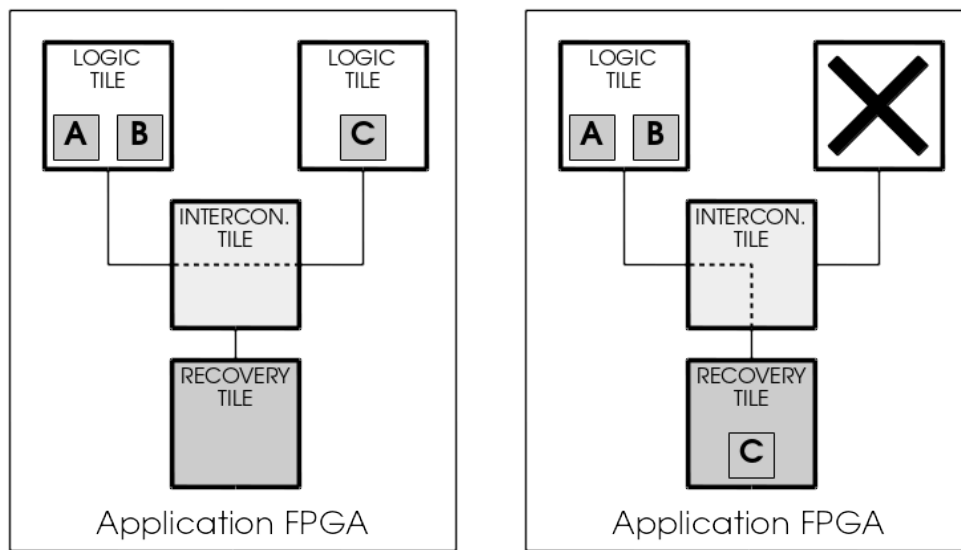 LOGIC
TILE
A B
LOGIC
TILE
C
INTERCON.
TILE
RECOVERY
TILE
Application FPGA
LOGIC
TILE
A B
INTERCON.
TILE
RECOVERY
TILE
C
Application FPGA